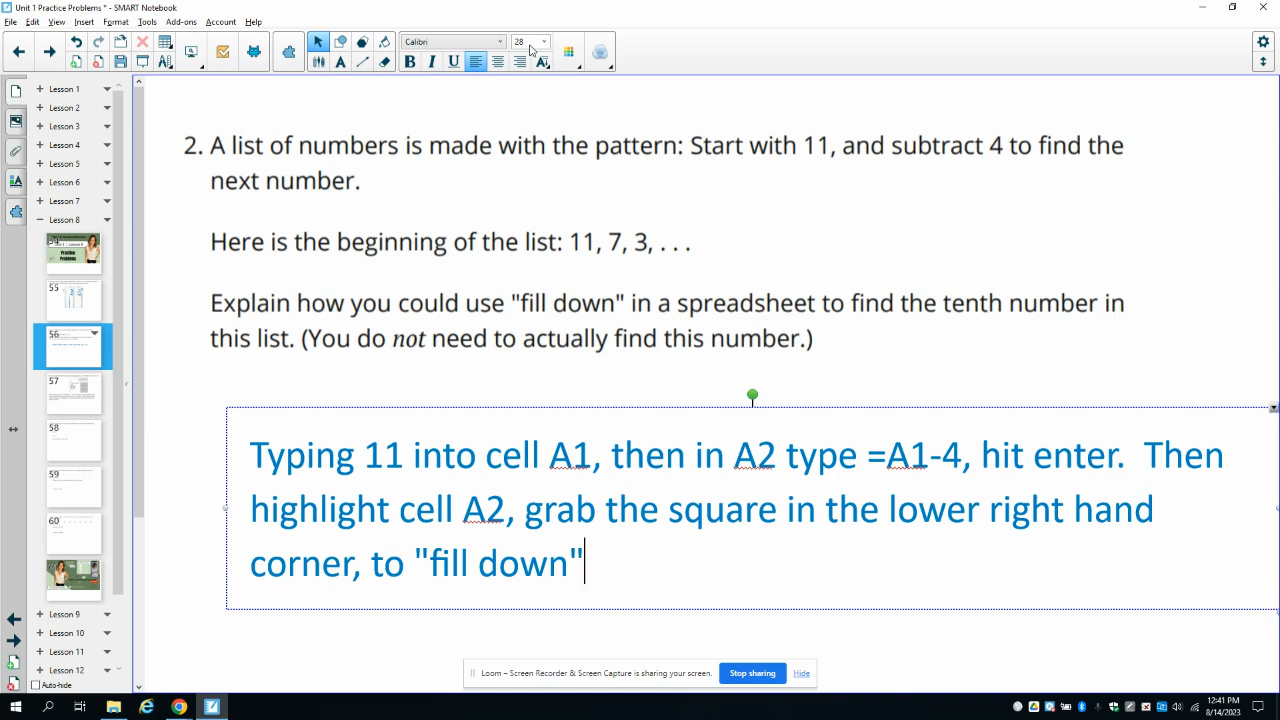 Unit 1 Practice Problems * - SMART Notebook
File Edit View Insert Format Tools Add-ons Account Help
Calibri 28
B I U A
Lesson 1
Lesson 2
Lesson 3
Lesson 4
Lesson 5
Lesson 6
Lesson 7
Lesson 8
54
Practice
Problems
55
56
57
58
59
60
Lesson 9
Lesson 10
Lesson 11
Lesson 12
Auto-hide
2. A list of numbers is made with the pattern: Start with 11, and subtract 4 to find the
next number.
Here is the beginning of the list: 11, 7, 3, . . .
Explain how you could use "fill down" in a spreadsheet to find the tenth number in
this list. (You do not need to actually find this number.)
Typing 11 into cell A1, then in A2 type =A1-4, hit enter.  Then
highlight cell A2, grab the square in the lower right hand
corner, to "fill down"
Loom – Screen Recorder & Screen Capture is sharing your screen. Stop sharing Hide
12:41 PM
8/14/2023